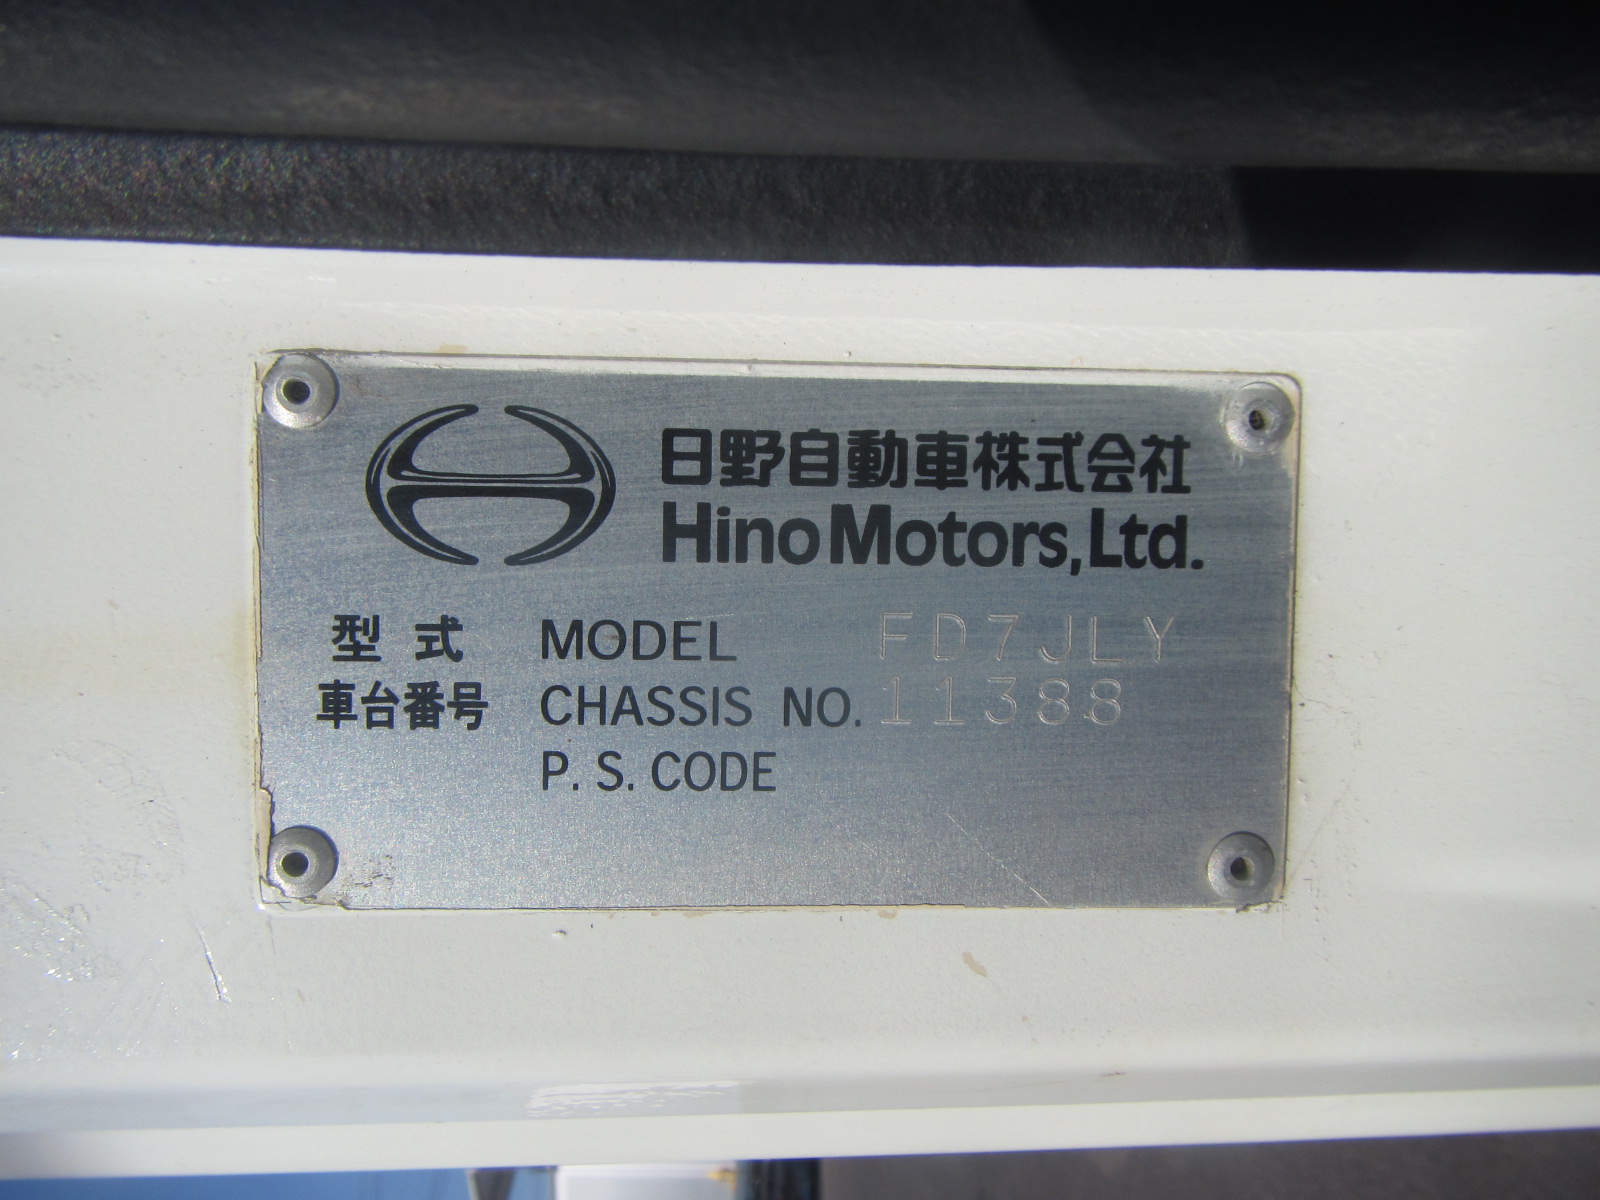 日野自動車株式会社
Hino Motors, Ltd.
型式 MODEL FD7JLY
車台番号 CHASSIS NO. 11388
P. S. CODE